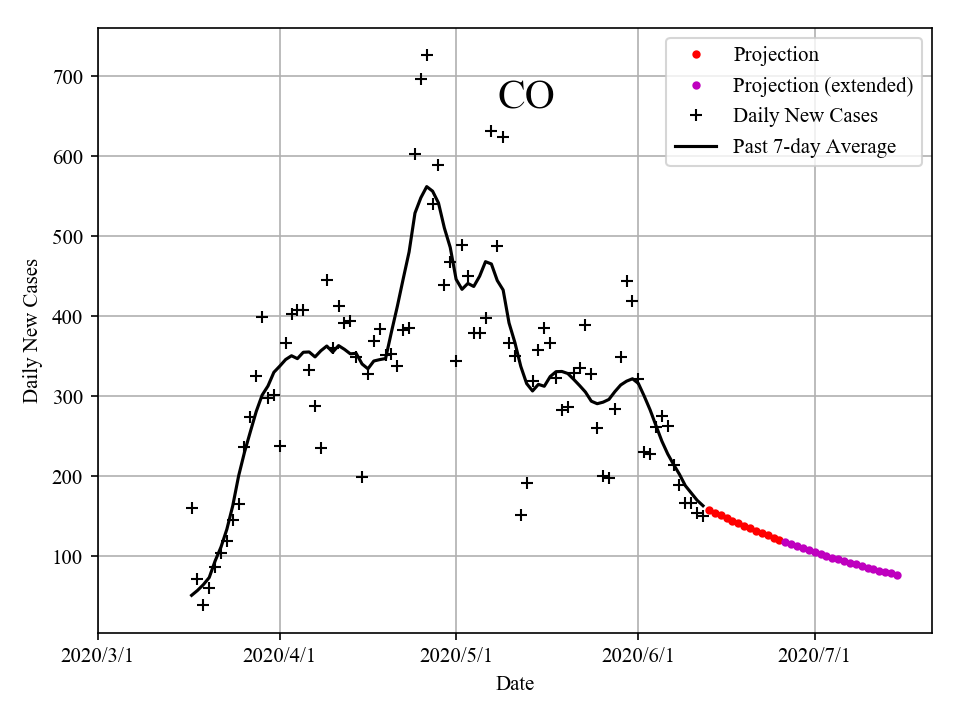 CO
Projection
Projection (extended)
Daily New Cases
Past 7-day Average
Daily New Cases
700
600
500
400
300
200
100
2020/3/1
2020/4/1
2020/5/1
2020/6/1
2020/7/1
Date